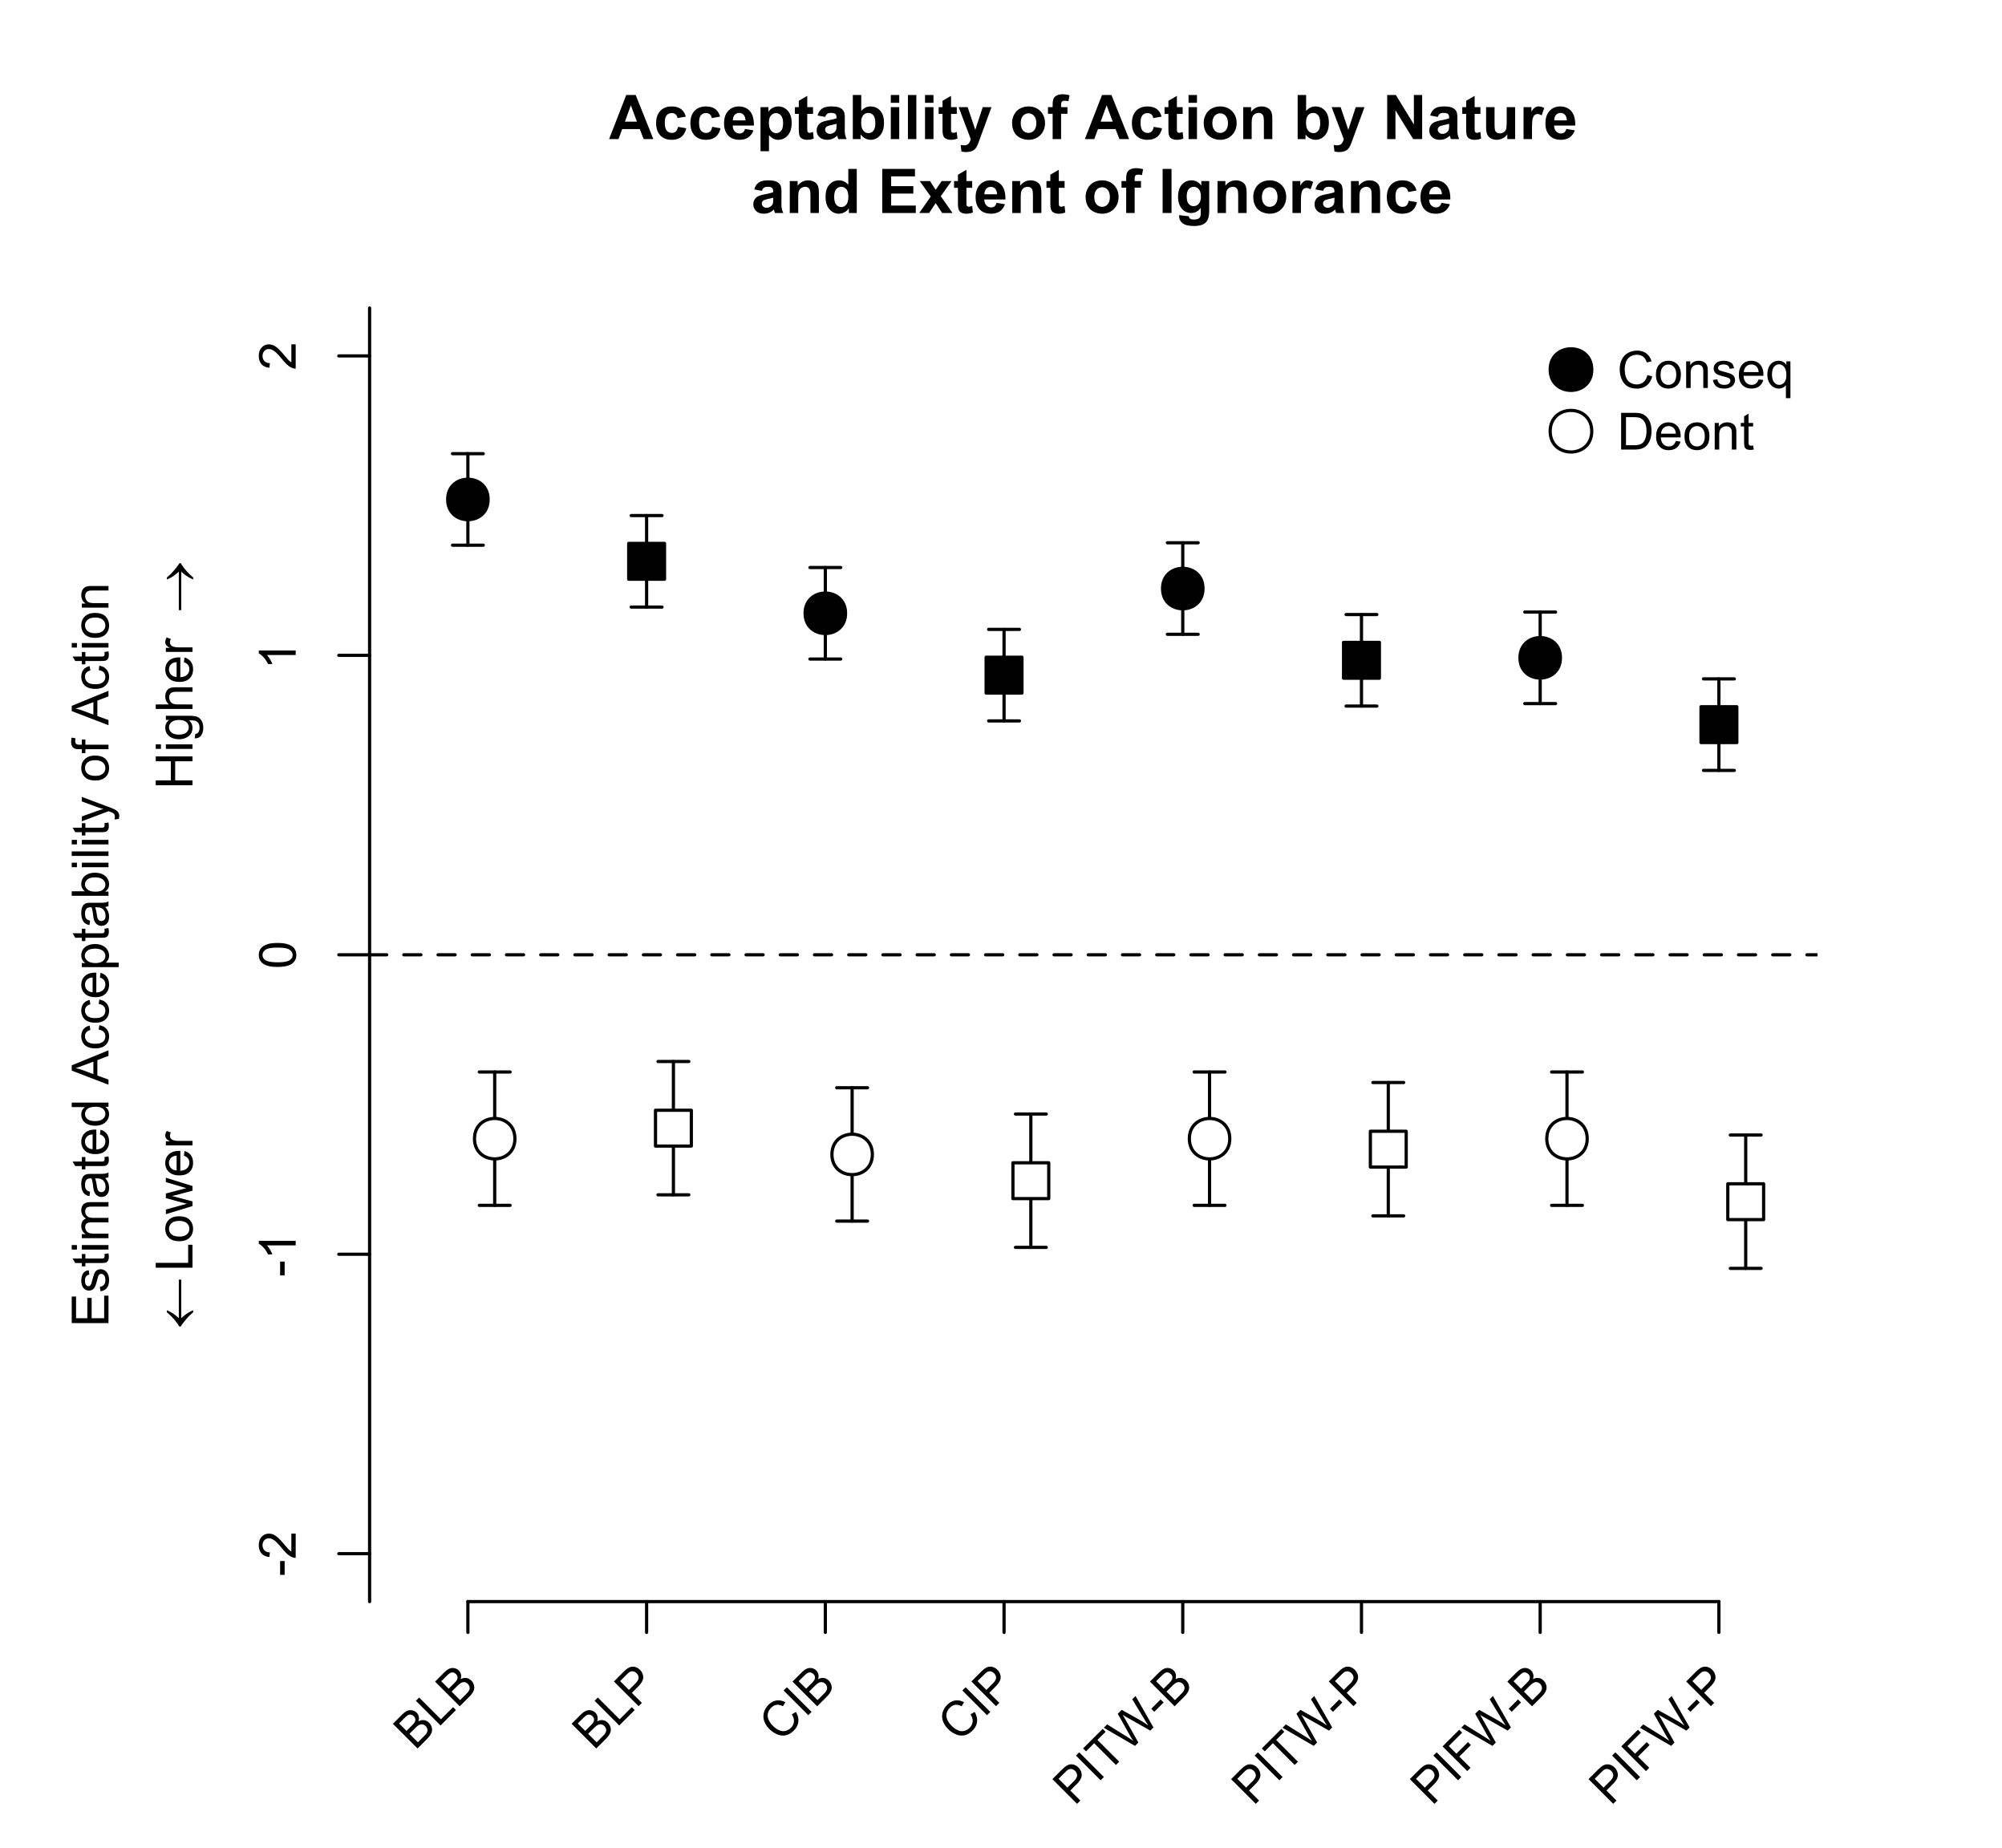 Acceptability of Action by Nature
and Extent of Ignorance
Estimated Acceptability of Action
←Lower
Higher →
2
1
0
-1
-2
Conseq
Deont
BLB
BLP
CIB
CIP
PITW-B
PITW-P
PIFW-B
PIFW-P